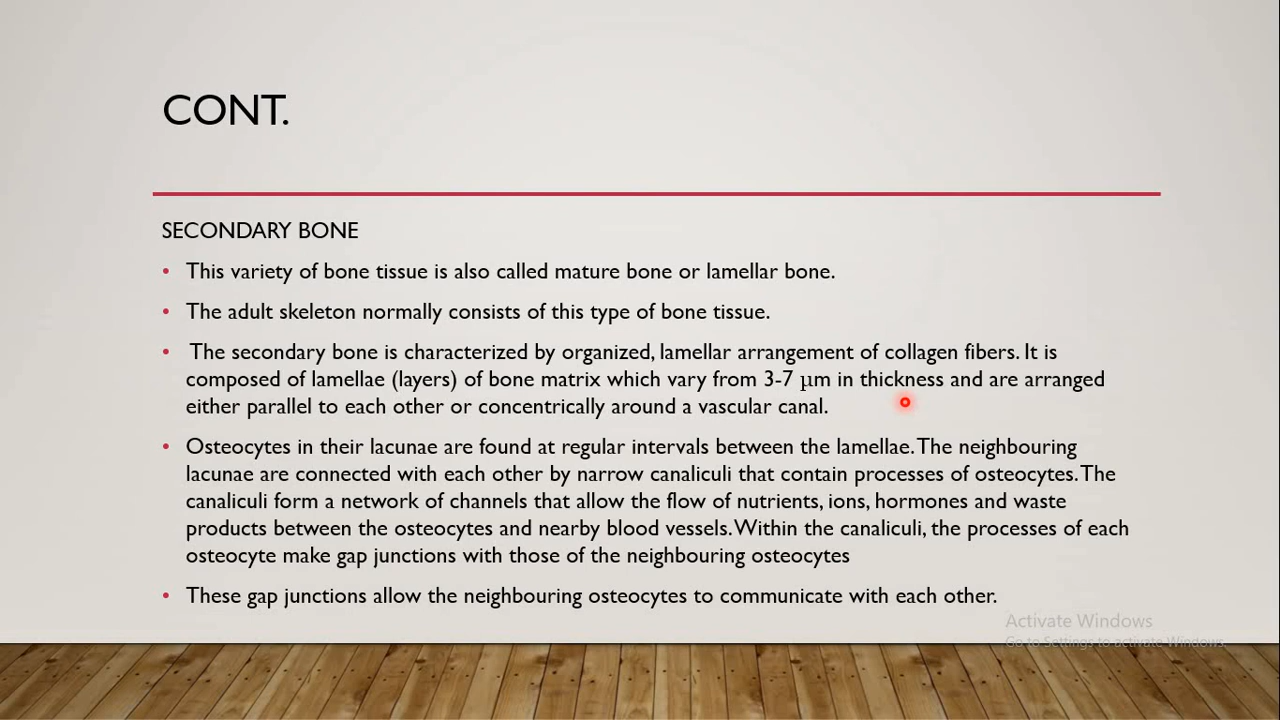 CONT.
SECONDARY BONE
• This variety of bone tissue is also called mature bone or lamellar bone.
• The adult skeleton normally consists of this type of bone tissue.
• The secondary bone is characterized by organized, lamellar arrangement of collagen fibers. It is
composed of lamellae (layers) of bone matrix which vary from 3-7 µm in thickness and are arranged
either parallel to each other or concentrically around a vascular canal.
• Osteocytes in their lacunae are found at regular intervals between the lamellae. The neighbouring
lacunae are connected with each other by narrow canaliculi that contain processes of osteocytes. The
canaliculi form a network of channels that allow the flow of nutrients, ions, hormones and waste
products between the osteocytes and nearby blood vessels. Within the canaliculi, the processes of each
osteocyte make gap junctions with those of the neighbouring osteocytes
• These gap junctions allow the neighbouring osteocytes to communicate with each other.
Activate Windows
Go to Settings to activate Windows.